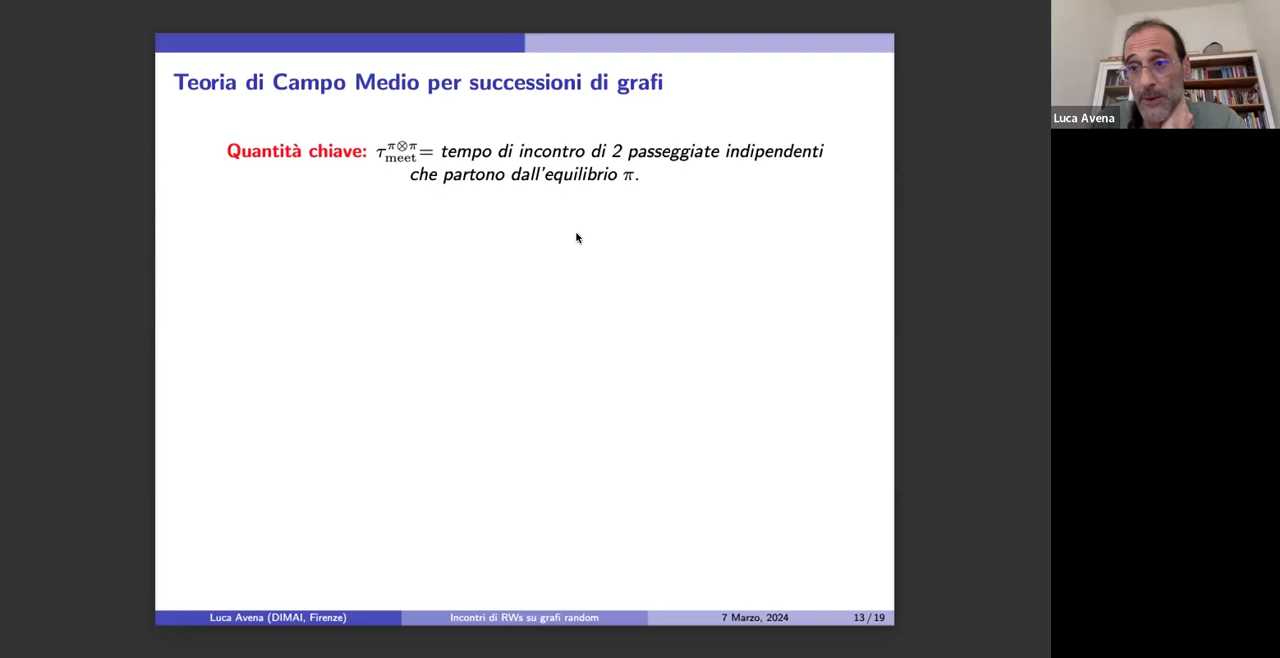 Teoria di Campo Medio per successioni di grafi
Quantità chiave: τ^{π⊗π}_{meet} = tempo di incontro di 2 passeggiate indipendenti
che partono dall'equilibrio π.
Luca Avena
Luca Avena (DIMAI, Firenze) Incontri di RWs su grafi random 7 Marzo, 2024 13 / 19